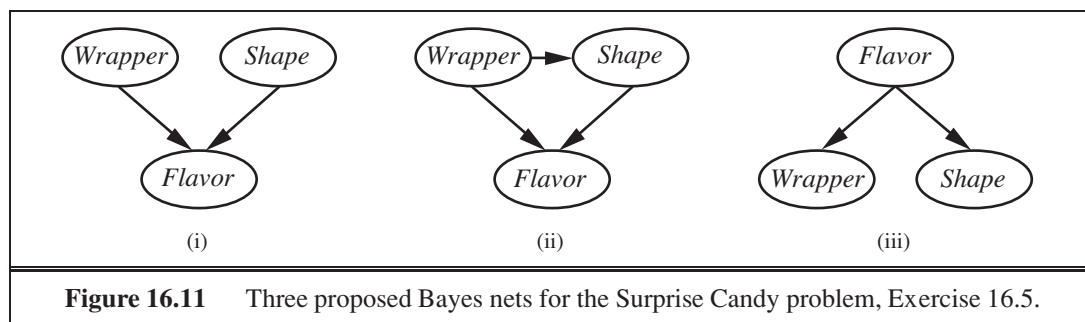 Wrapper Shape Wrapper Shape Flavor
Flavor Flavor Wrapper Shape
(i) (ii) (iii)
Figure 16.11 Three proposed Bayes nets for the Surprise Candy problem, Exercise 16.5.